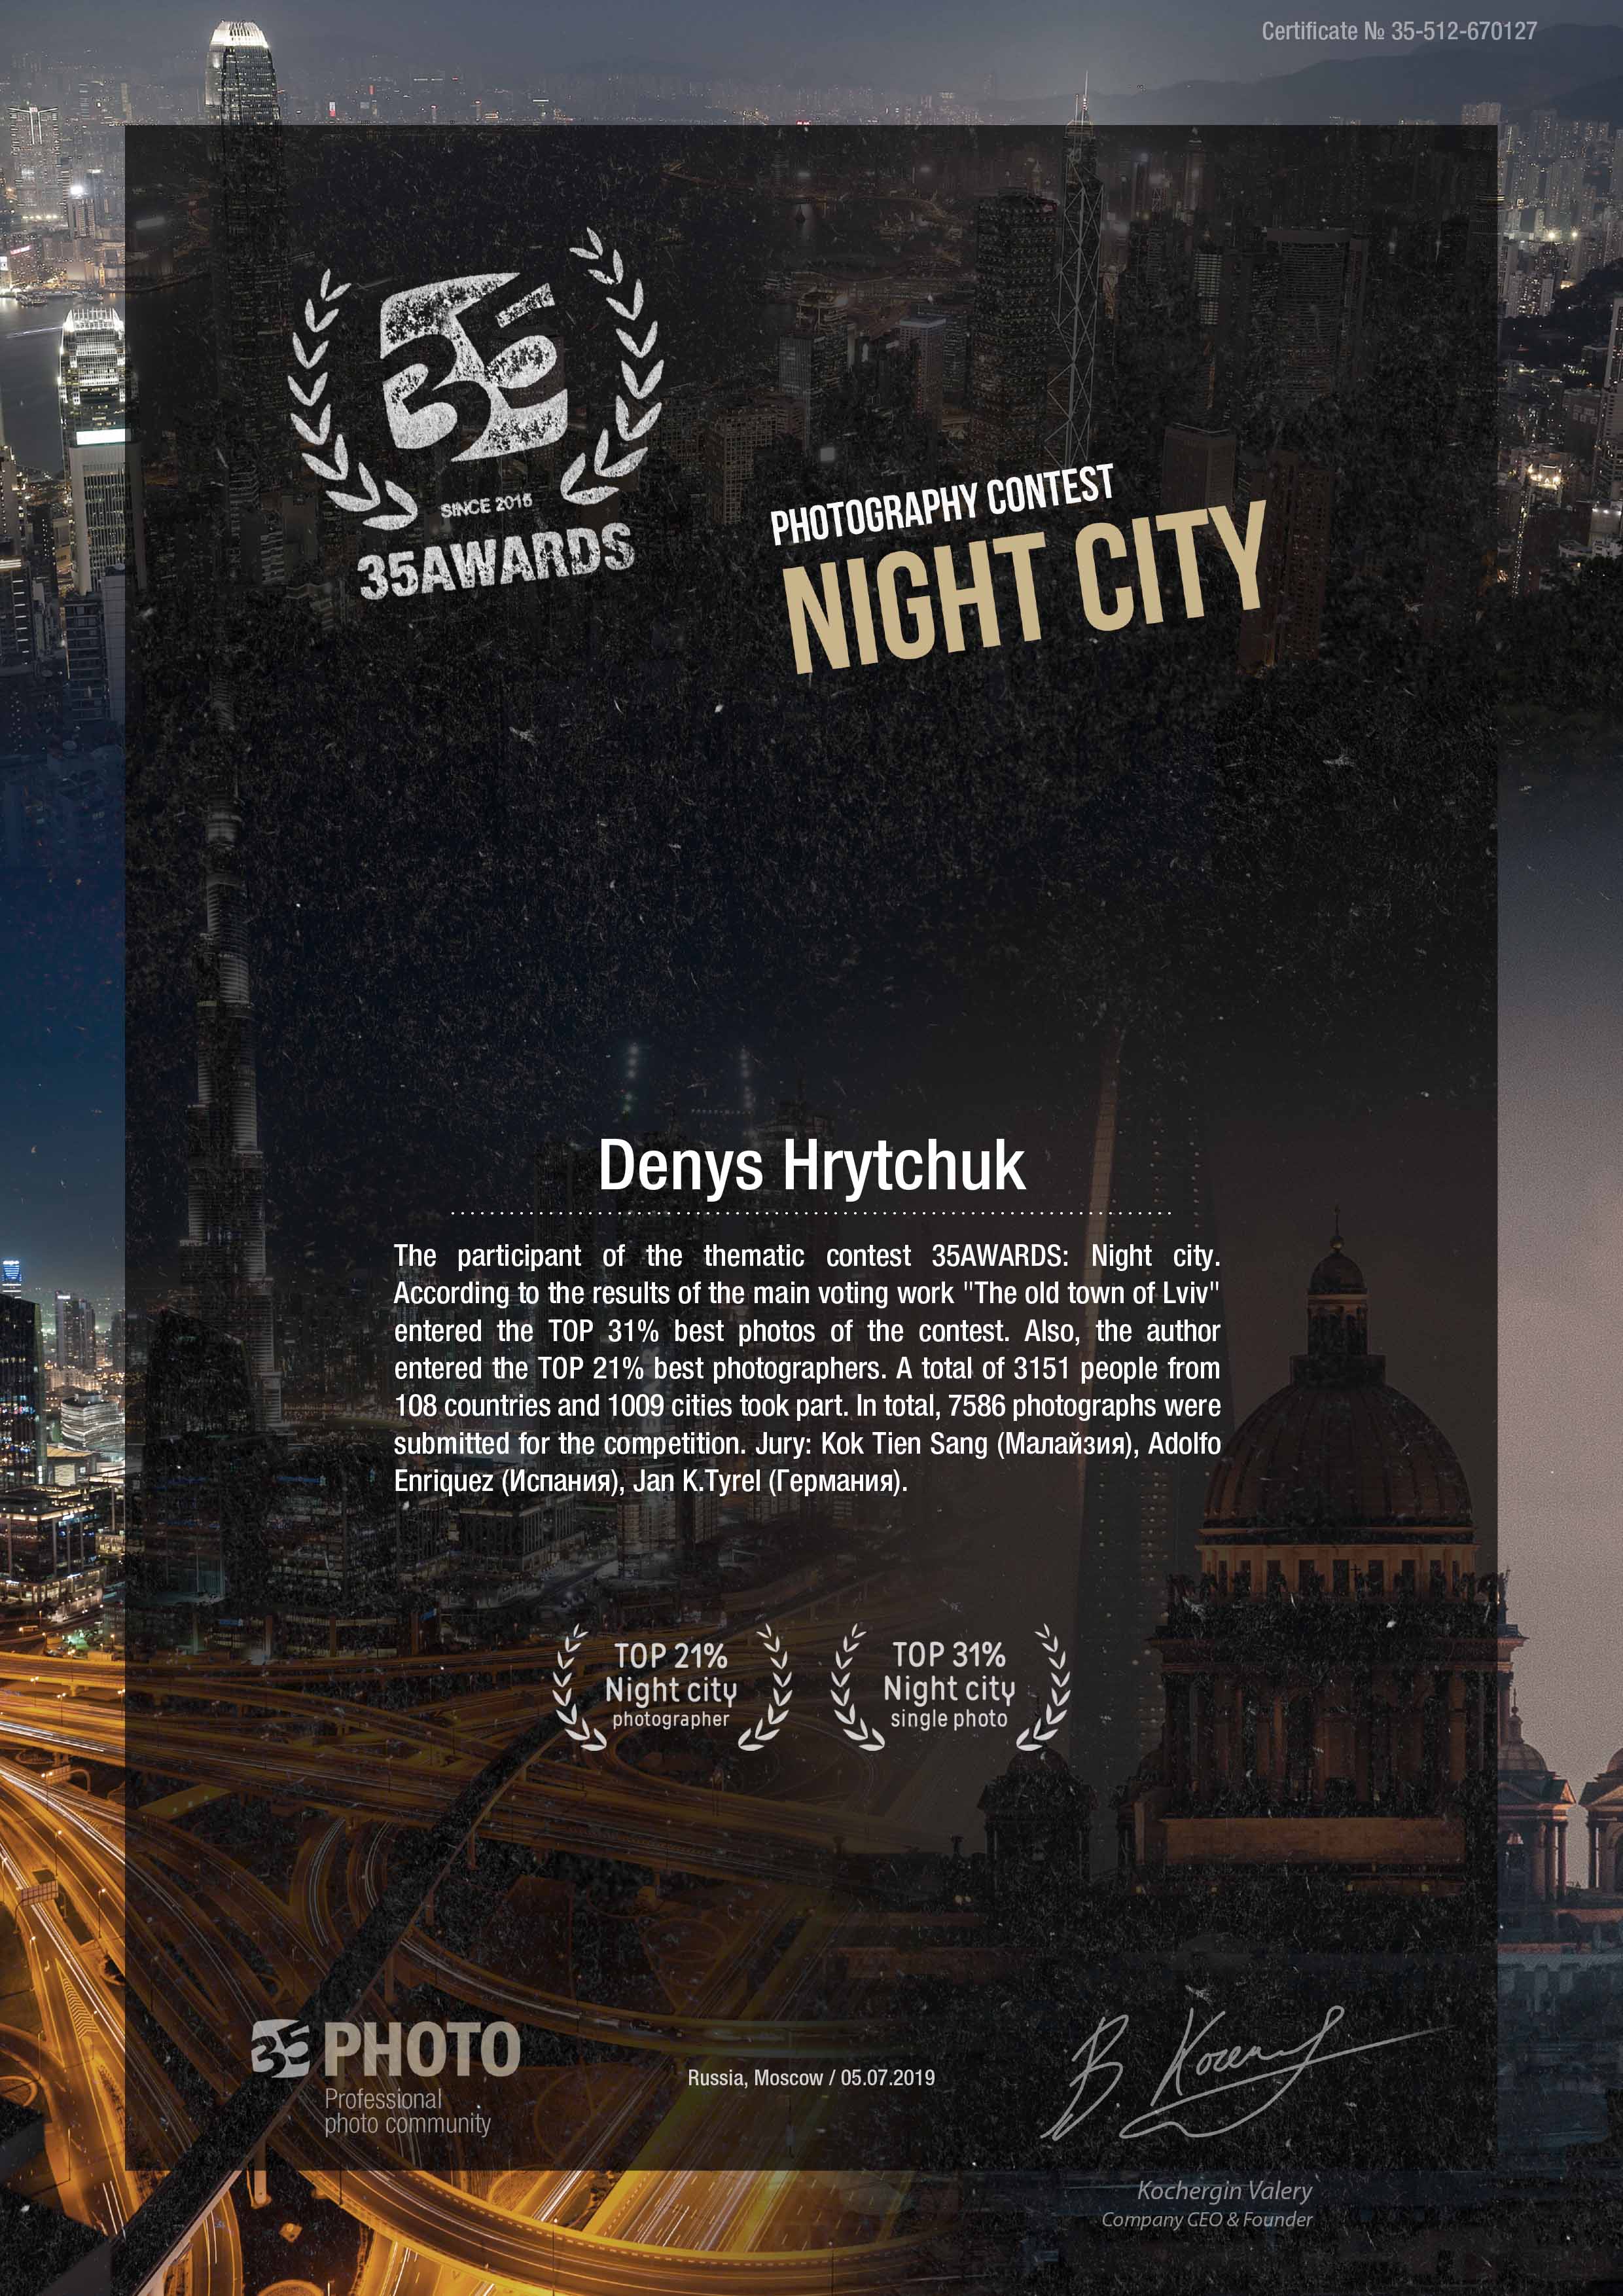 Certificate № 35-512-670127
35
SINCE 2015
35AWARDS
PHOTOGRAPHY CONTEST
NIGHT CITY
Denys Hrytchuk
The participant of the thematic contest 35AWARDS: Night city.
According to the results of the main voting work "The old town of Lviv"
entered the TOP 31% best photos of the contest. Also, the author
entered the TOP 21% best photographers. A total of 3151 people from
108 countries and 1009 cities took part. In total, 7586 photographs were
submitted for the competition. Jury: Kok Tien Sang (Малайзия), Adolfo
Enriquez (Испания), Jan K.Tyrel (Германия).
TOP 21%
Night city
photographer
TOP 31%
Night city
single photo
35 PHOTO
Professional
photo community
Russia, Moscow / 05.07.2019
Kochergin Valery
Company CEO & Founder